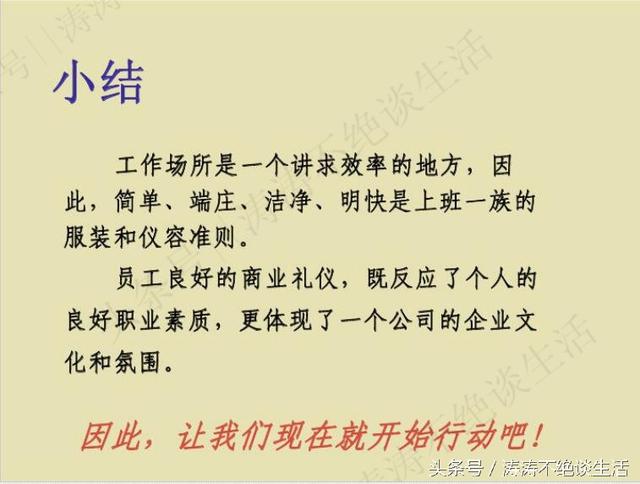 小结
工作场所是一个讲求效率的地方，因
此，简单、端庄、洁净、明快是上班一族的
服装和仪容准则。
员工良好的商业礼仪，既反应了个人的
良好职业素质，更体现了一个公司的企业文
化和氛围。
因此，让我们现在就开始行动吧！
头条号 / 涛涛不绝谈生活